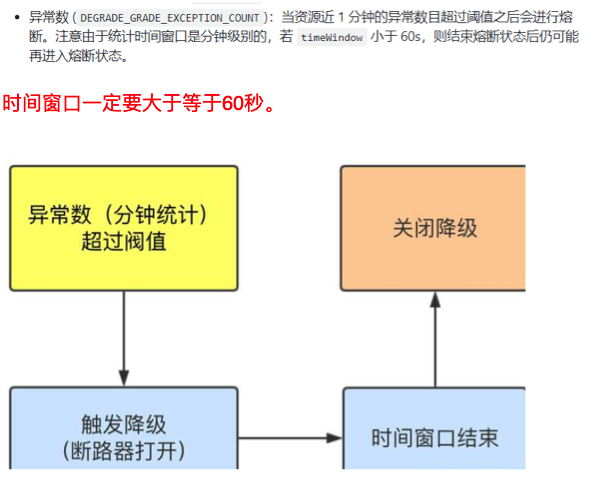 • 异常数 ( DEGRADE_GRADE_EXCEPTION_COUNT )：当资源近 1 分钟的异常数目超过阈值之后会进行熔
断。注意由于统计时间窗口是分钟级别的，若 timeWindow 小于 60s，则结束熔断状态后仍可能
再进入熔断状态。
时间窗口一定要大于等于60秒。
异常数（分钟统计）
超过阀值
关闭降级
触发降级
（断路器打开）
时间窗口结束